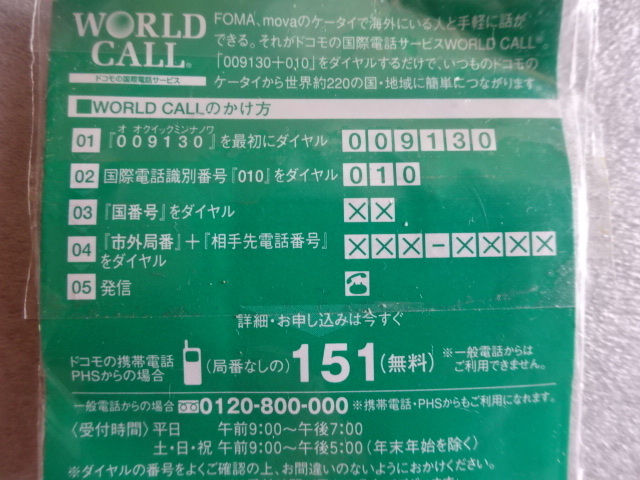 WORLD
CALL®
ドコモの国際電話サービス
FOMA、movaのケータイで海外にいる人と手軽に話が
できる。それがドコモの国際電話サービスWORLD CALL®。
「009130+010」をダイヤルするだけで、いつものドコモの
ケータイから世界約220の国・地域に簡単につながります
■WORLD CALLのかけ方
オ オクイックミンナノワ
01 『009130』を最初にダイヤル 009130
02 国際電話識別番号『010』をダイヤル 010
03 『国番号』をダイヤル ××
04 『市外局番』+『相手先電話番号』 ×××-××××
をダイヤル
05 発信 ☎
詳細・お申し込みは今すぐ
ドコモの携帯電話
PHSからの場合
(局番なしの)151(無料)
※一般電話からは
ご利用できません。
一般電話からの場合 0120-800-000 ※携帯電話・PHSからもご利用になれます。
〈受付時間〉平日 午前9:00〜午後7:00
土・日・祝 午前9:00〜午後5:00(年末年始を除く)
※ダイヤルの番号をよくご確認の上、お間違いのないようにおかけください。